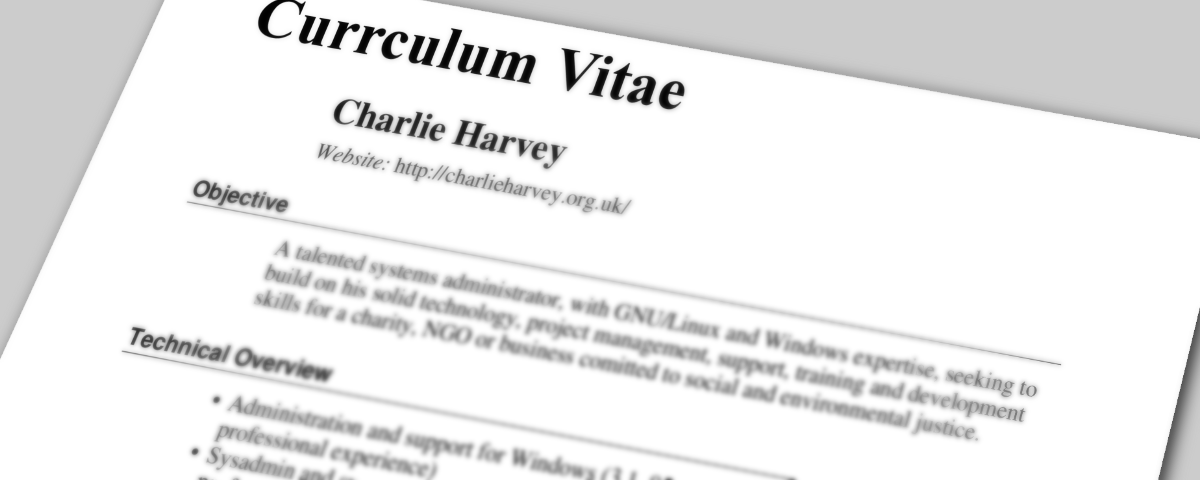 Currculum Vitae
Charlie Harvey
Website: http://charlieharvey.org.uk/
Objective
A talented systems administrator, with GNU/Linux and Windows expertise, seeking to
build on his solid technology, project management, support, training and development
skills for a charity, NGO or business comitted to social and environmental justice.
Technical Overview
• Administration and support for Windows (3.1,
professional experience)
• Sysadmin and